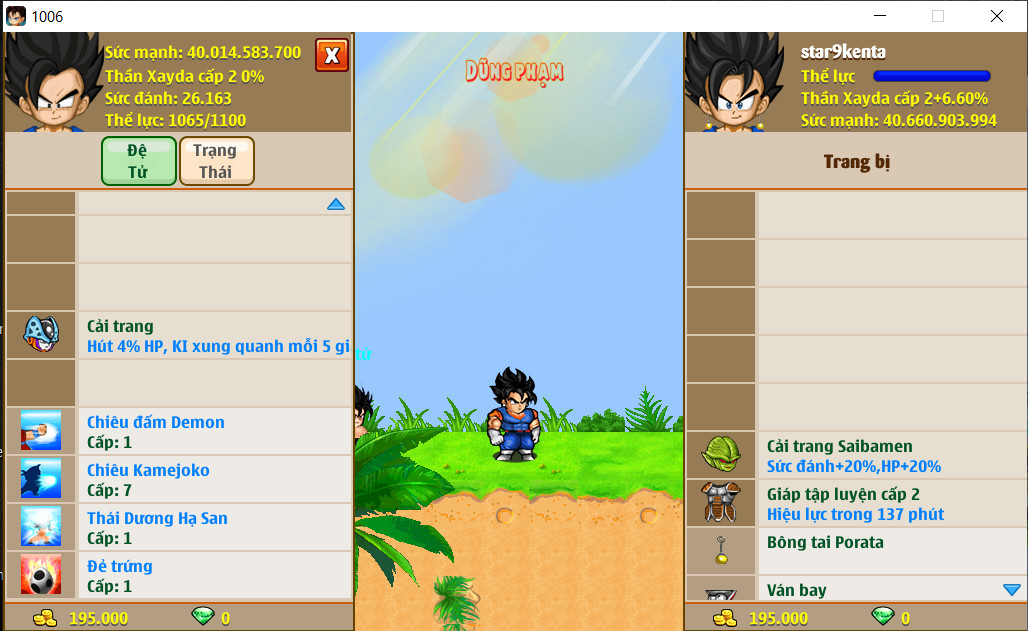 1006
Sức mạnh: 40.014.583.700
Thần Xayda cấp 2 0%
Sức đánh: 26.163
Thể lực: 1065/1100
X
Đệ
Tử
Trạng
Thái
Cải trang
Hút 4% HP, KI xung quanh mỗi 5 gi
Chiêu đấm Demon
Cấp: 1
Chiêu Kamejoko
Cấp: 7
Thái Dương Hạ San
Cấp: 1
Đẻ trứng
Cấp: 1
195.000
0
DŨNG PHẠM
tử
star9kenta
Thể lực
Thần Xayda cấp 2+6.60%
Sức mạnh: 40.660.903.994
Trang bị
Cải trang Saibamen
Sức đánh+20%,HP+20%
Giáp tập luyện cấp 2
Hiệu lực trong 137 phút
Bông tai Porata
Ván bay
195.000
0